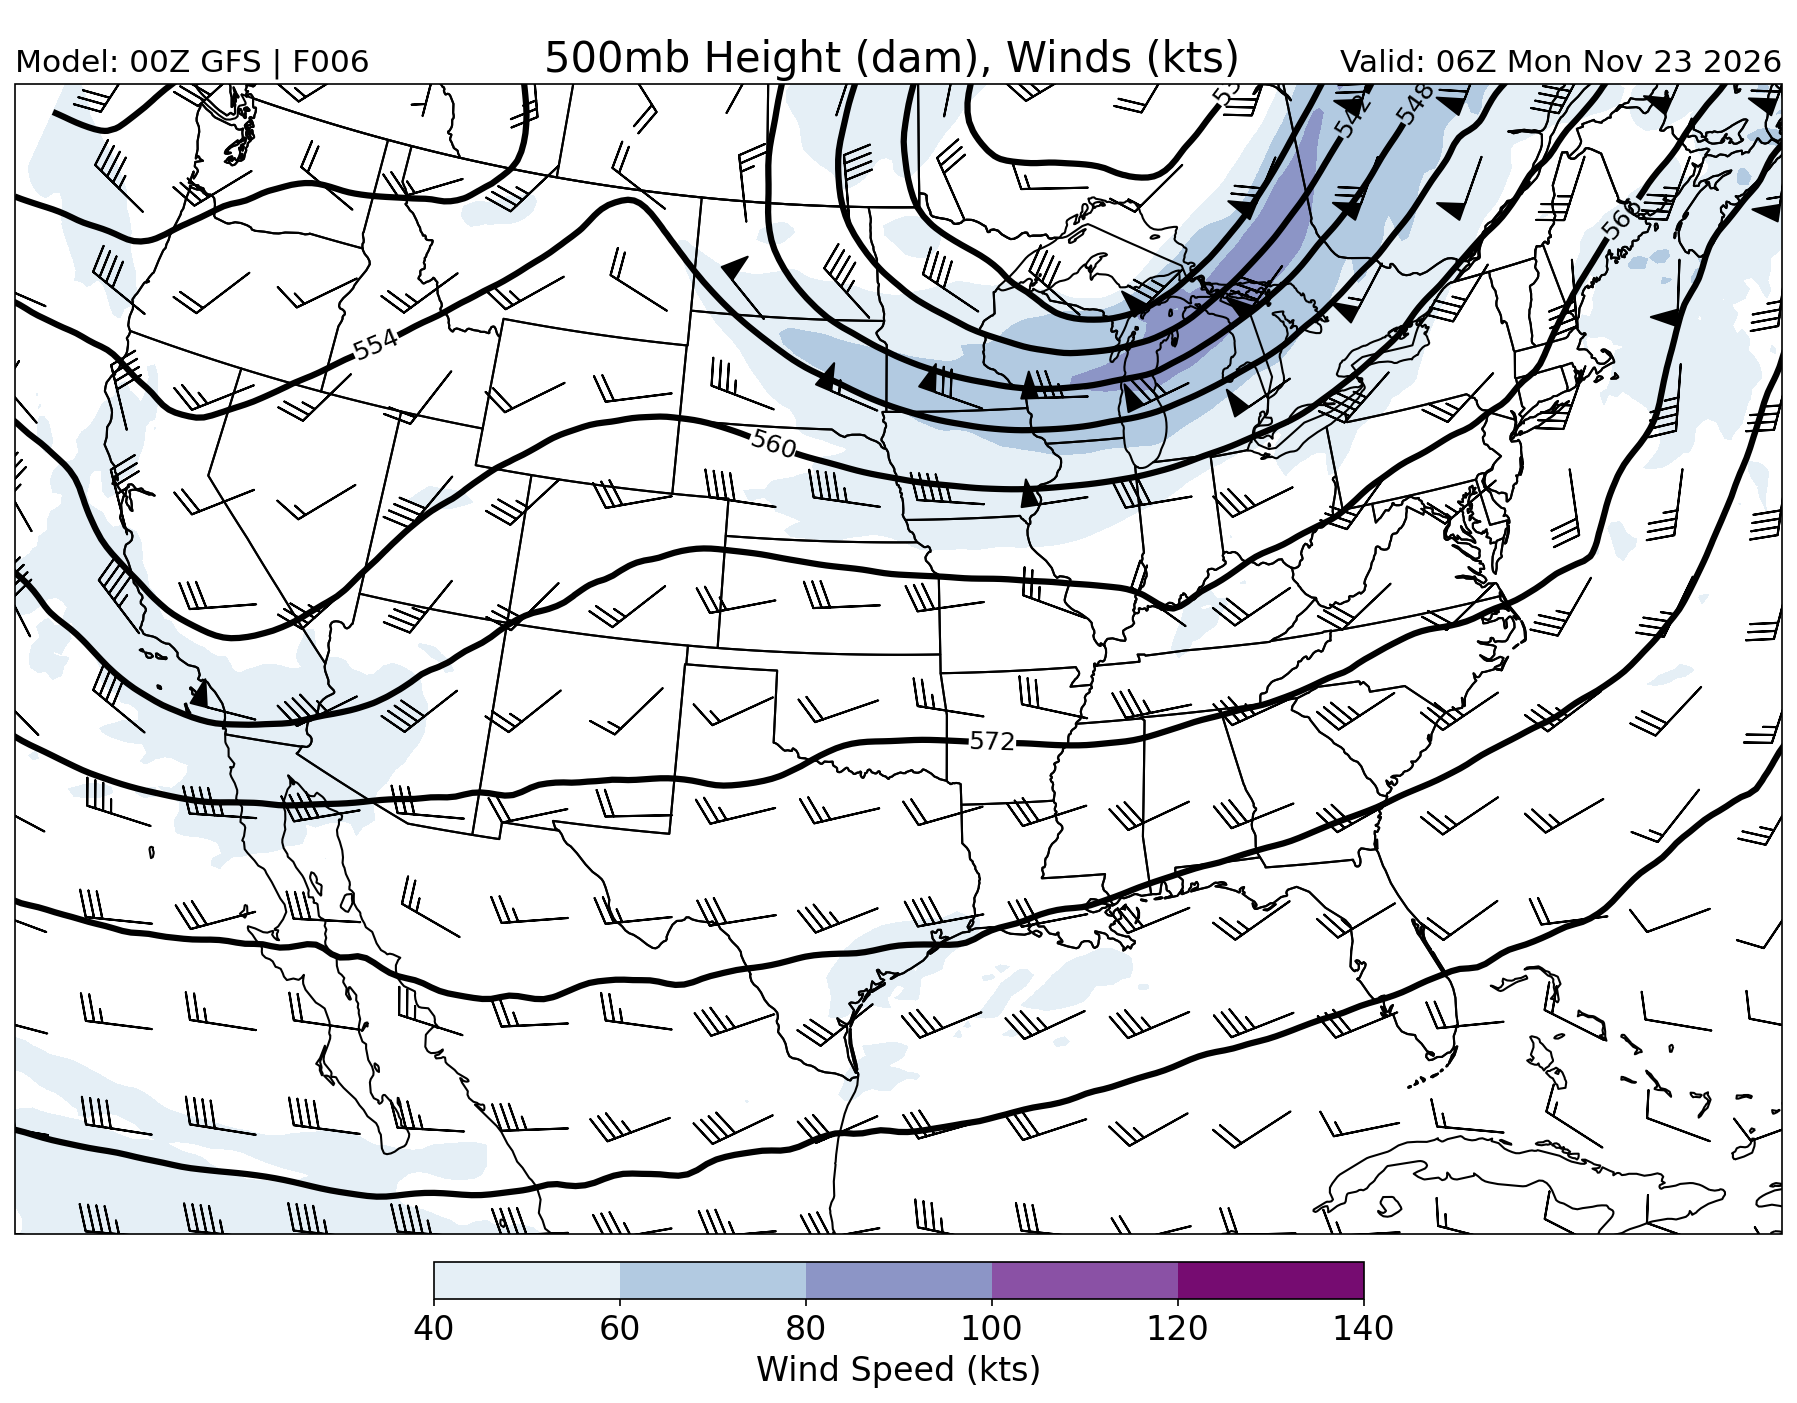 Model: 00Z GFS | F006
500mb Height (dam), Winds (kts)
Valid: 06Z Mon Nov 23 2026
542
548
566
554
560
572
40 60 80 100 120 140
Wind Speed (kts)